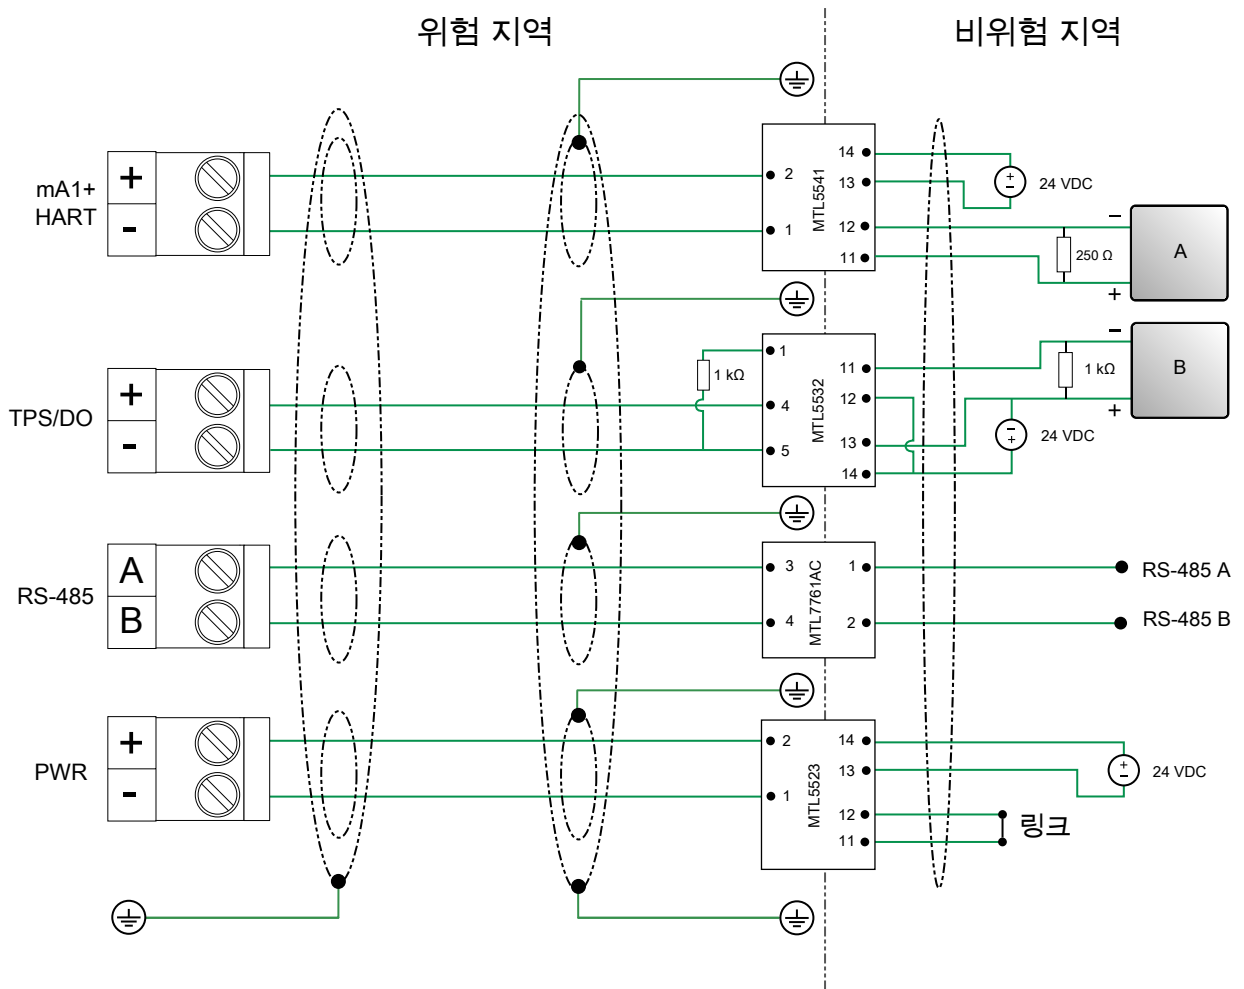 위험 지역
비위험 지역
mA1+
HART
+
-
2
1
MTL5541
14
13
12
11
+
-
24 VDC
250 Ω
-
+
A
TPS/DO
+
-
1 kΩ
1
4
5
MTL5532
11
12
13
14
-
+
24 VDC
1 kΩ
-
+
B
RS-485
A
B
3
4
MTL7761AC
1
2
RS-485 A
RS-485 B
PWR
+
-
2
1
MTL5523
14
13
12
11
+
-
24 VDC
링크